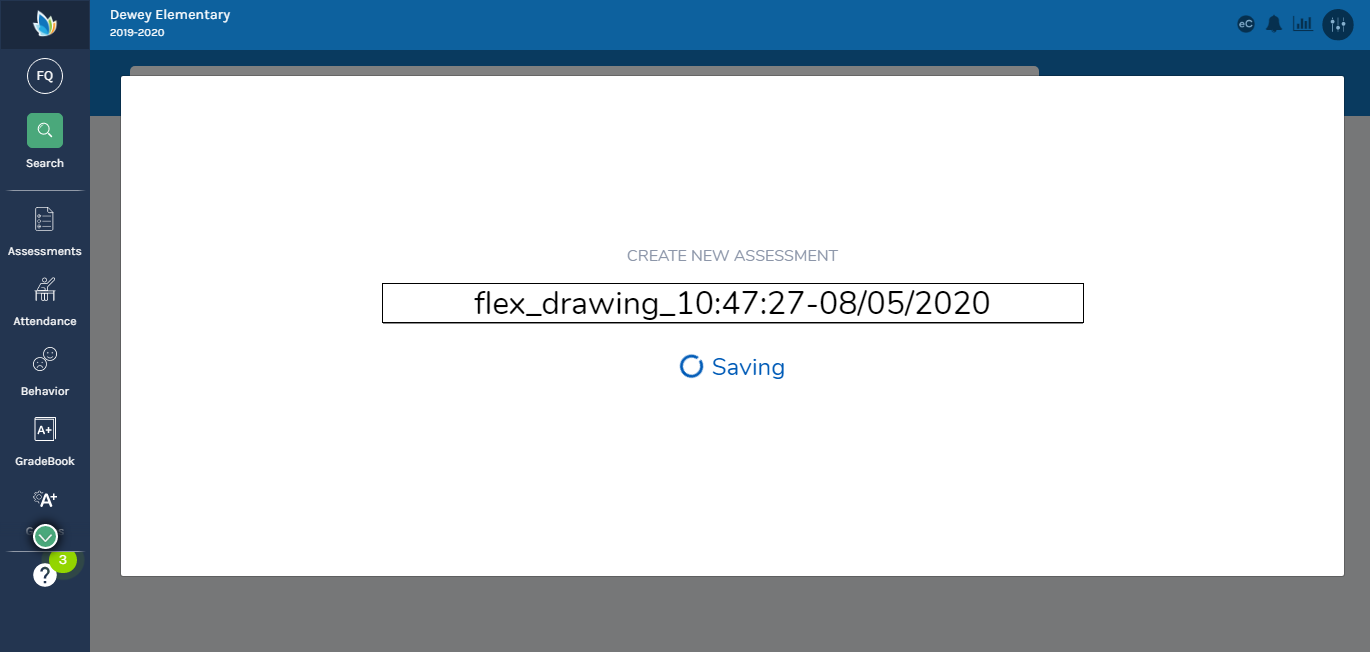 Dewey Elementary
2019-2020
eC
FQ
Search
Assessments
Attendance
Behavior
A+
GradeBook
A+
3
?
CREATE NEW ASSESSMENT
flex_drawing_10:47:27-08/05/2020
Saving